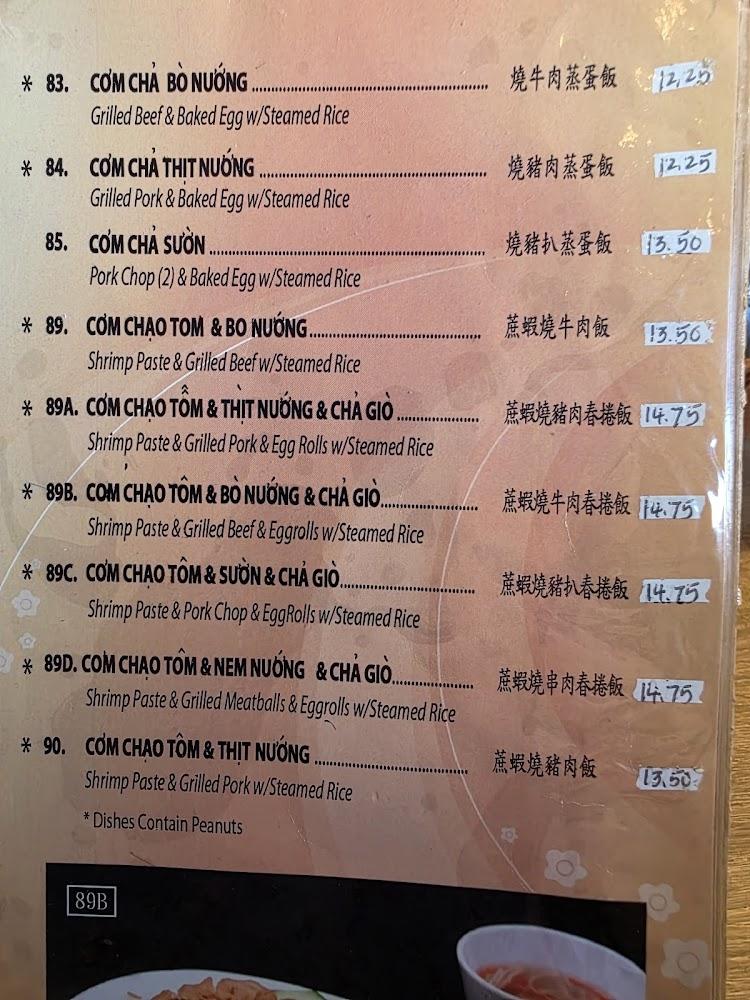 * 83. CƠM CHẢ BÒ NƯỚNG ........ 燒牛肉蒸蛋飯 12.25
Grilled Beef & Baked Egg w/Steamed Rice
* 84. CƠM CHẢ THỊT NƯỚNG ........ 燒豬肉蒸蛋飯 12.25
Grilled Pork & Baked Egg w/Steamed Rice
85. CƠM CHẢ SƯỜN ........ 燒豬扒蒸蛋飯 13.50
Pork Chop (2) & Baked Egg w/Steamed Rice
* 89. CƠM CHẠO TOM & BO NƯỚNG ........ 蔗蝦燒牛肉飯 13.50
Shrimp Paste & Grilled Beef w/Steamed Rice
* 89A. CƠM CHẠO TÔM & THỊT NƯỚNG & CHẢ GIÒ ........ 蔗蝦燒豬肉春捲飯 14.75
Shrimp Paste & Grilled Pork & Egg Rolls w/Steamed Rice
* 89B. CƠM CHẠO TÔM & BÒ NƯỚNG & CHẢ GIÒ ........ 蔗蝦燒牛肉春捲飯 14.75
Shrimp Paste & Grilled Beef & Eggrolls w/Steamed Rice
* 89C. CƠM CHẠO TÔM & SƯỜN & CHẢ GIÒ ........ 蔗蝦燒豬扒春捲飯 14.75
Shrimp Paste & Pork Chop & EggRolls w/Steamed Rice
* 89D. CƠM CHẠO TÔM & NEM NƯỚNG & CHẢ GIÒ ........ 蔗蝦燒串肉春捲飯 14.75
Shrimp Paste & Grilled Meatballs & Eggrolls w/Steamed Rice
* 90. CƠM CHẠO TÔM & THỊT NƯỚNG ........ 蔗蝦燒豬肉飯 13.50
Shrimp Paste & Grilled Pork w/Steamed Rice
* Dishes Contain Peanuts
89B